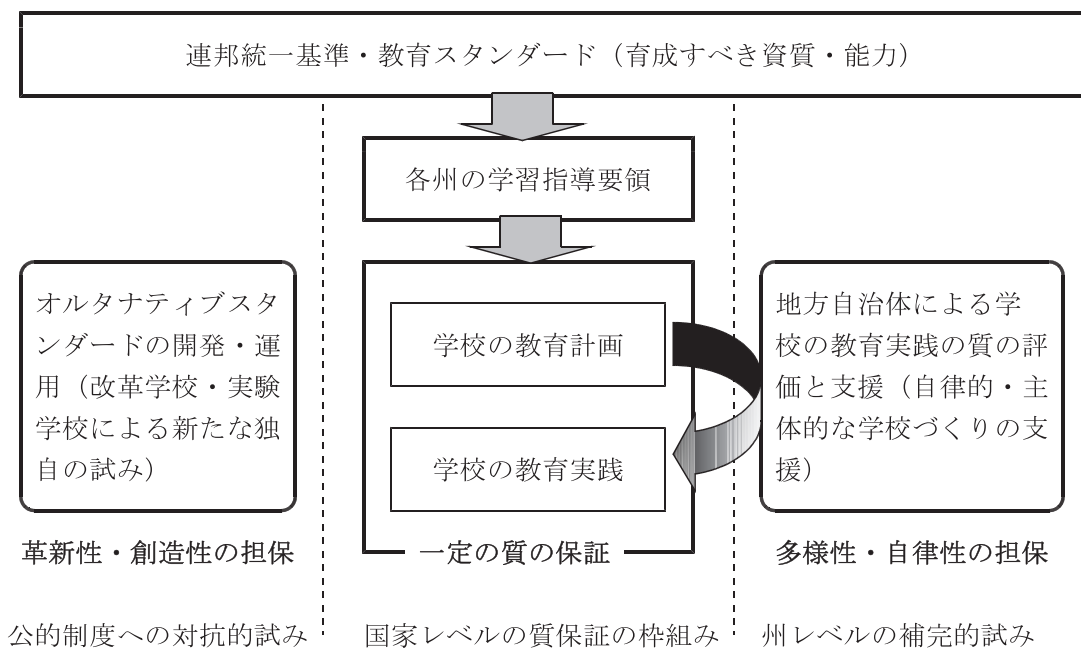 連邦統一基準・教育スタンダード（育成すべき資質・能力）
各州の学習指導要領
オルタナティブスタ
ンダードの開発・運
用（改革学校・実験
学校による新たな独
自の試み）
学校の教育計画
学校の教育実践
地方自治体による学
校の教育実践の質の評
価と支援（自律的・主
体的な学校づくりの支
援）
革新性・創造性の担保
一定の質の保証
多様性・自律性の担保
公的制度への対抗的試み
国家レベルの質保証の枠組み
州レベルの補完的試み